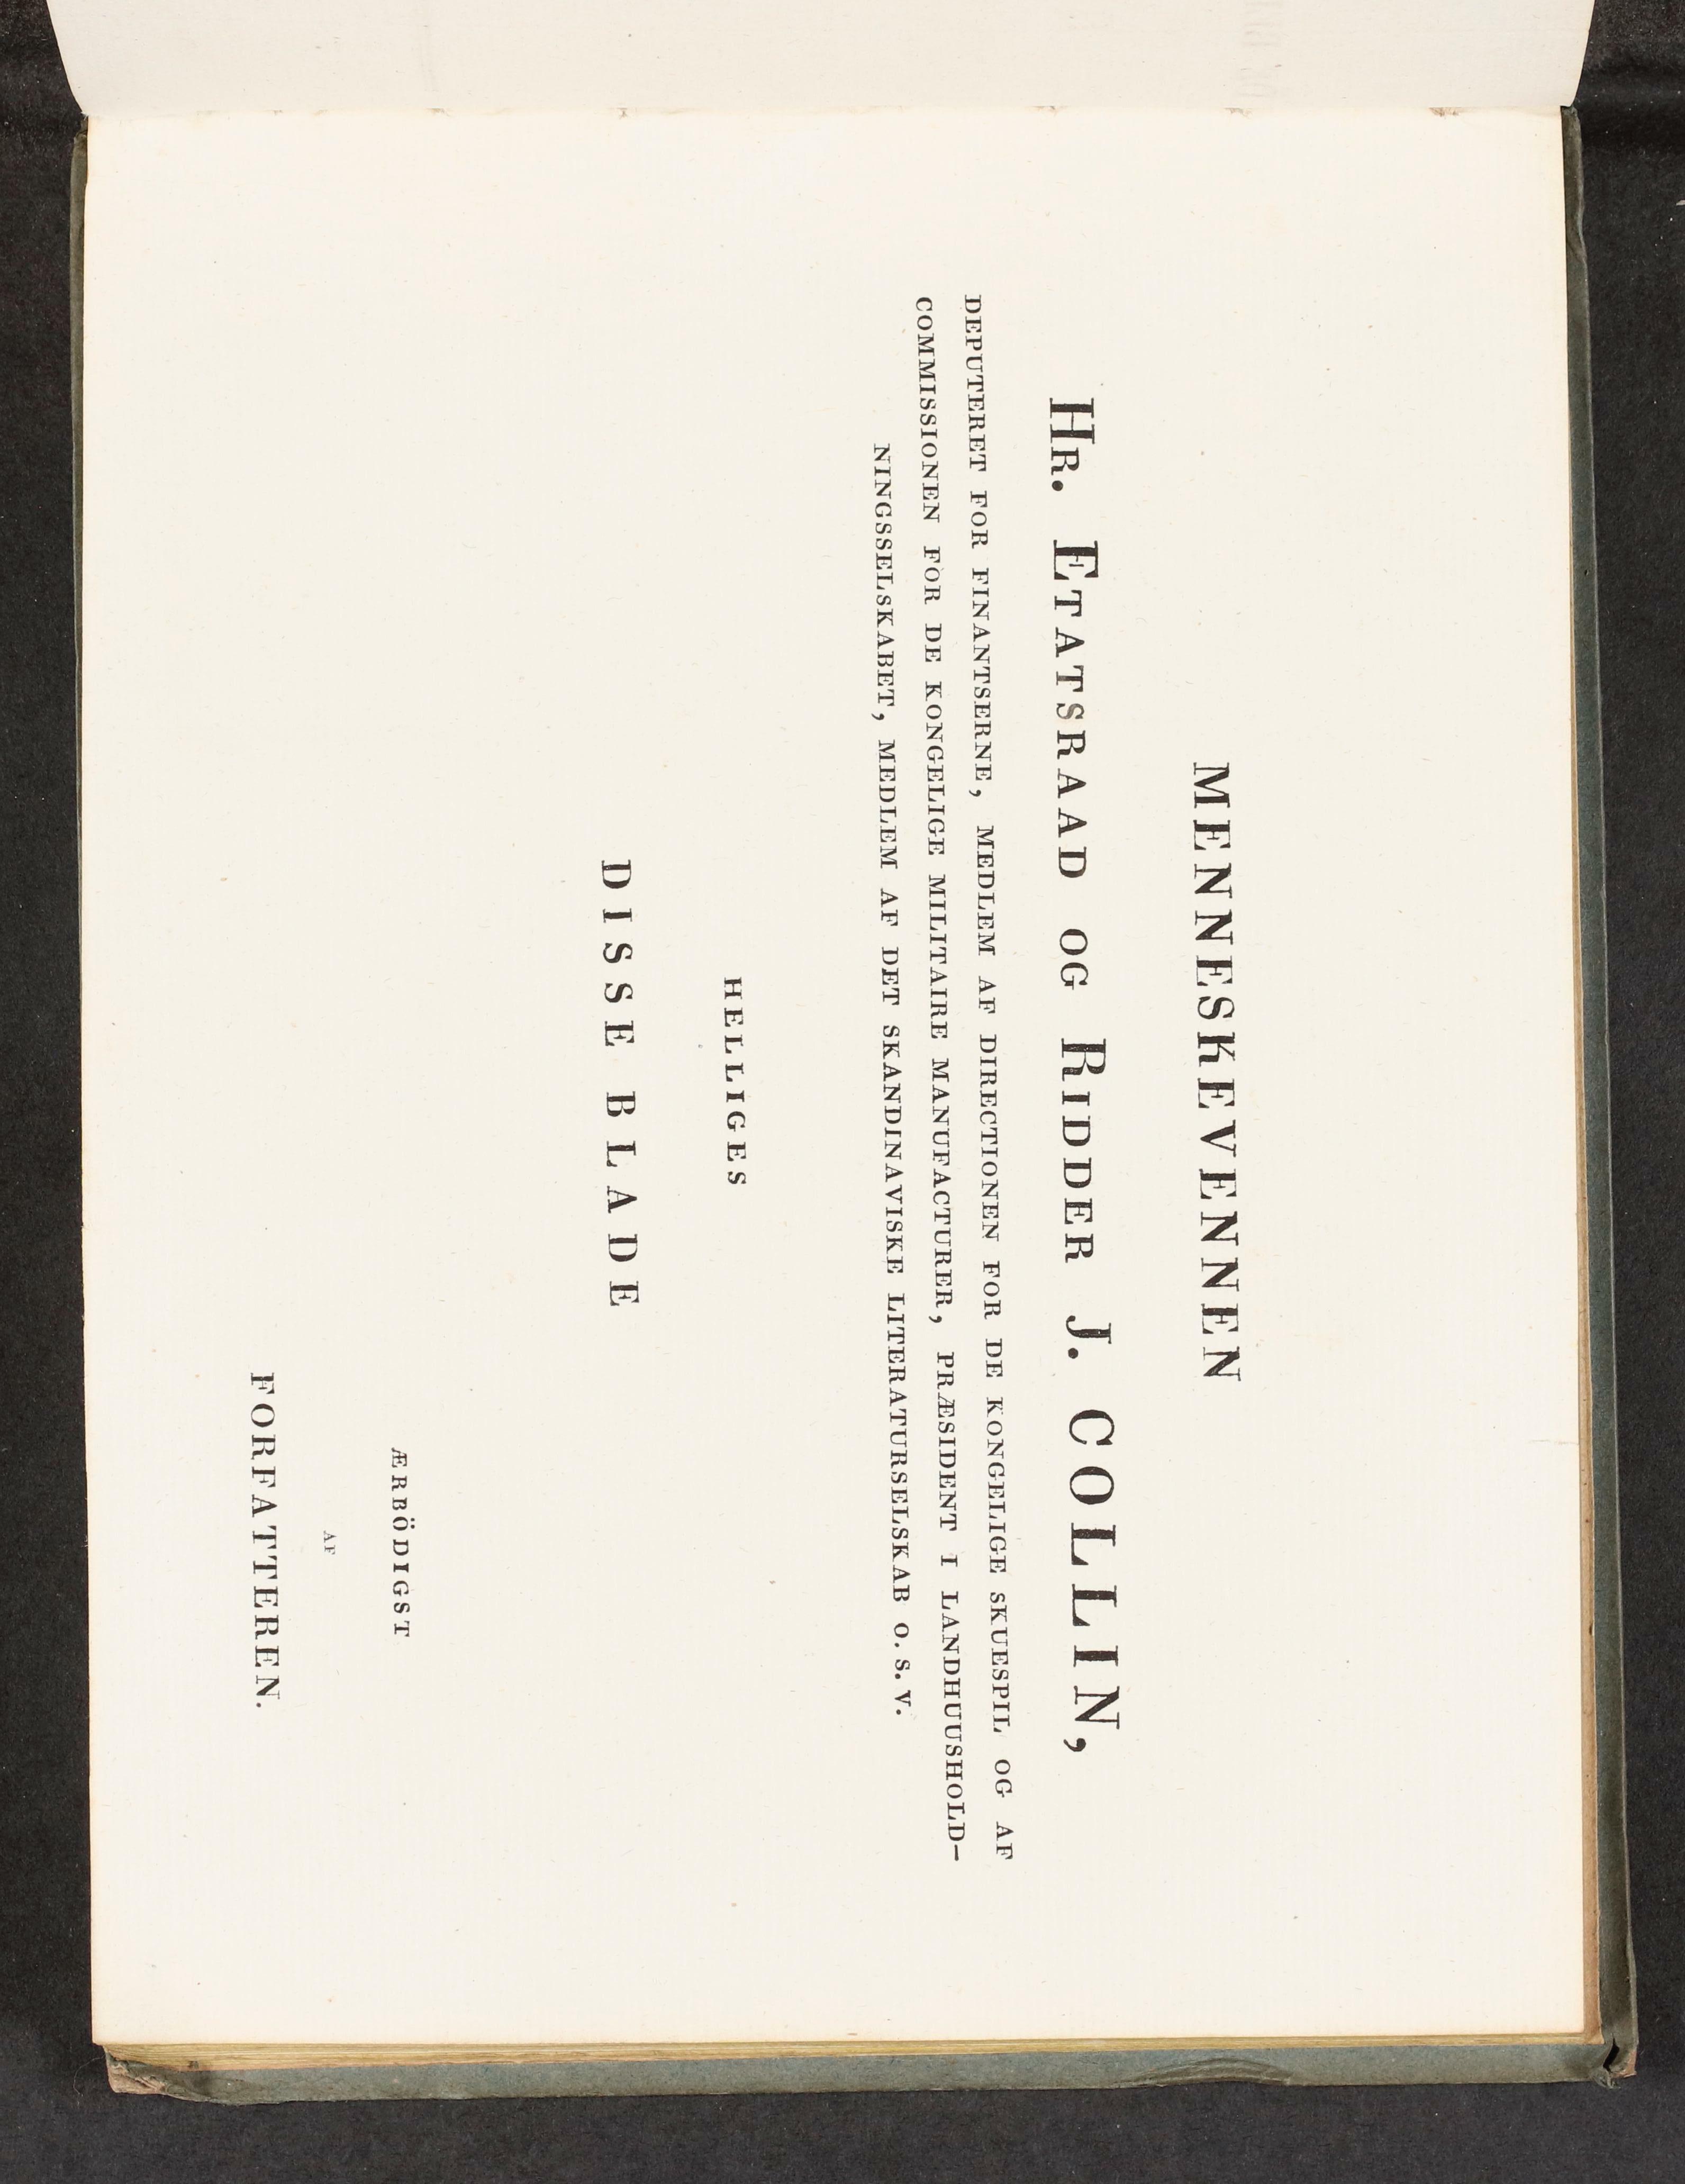 MENNESKEVENNEN
HR. ETATSRAAD OG RIDDER J. COLLIN,
DEPUTERET FOR FINANTSERNE, MEDLEM AF DIRECTIONEN FOR DE KONGELIGE SKUESPIL OG AF
COMMISSIONEN FOR DE KONGELIGE MILITAIRE MANUFACTURER, PRÆSIDENT I LANDHUUSHOLD-
NINGSSELSKABET, MEDLEM AF DET SKANDINAVISKE LITERATURSELSKAB O. S. V.
HELLIGES
DISSE BLADE
ÆRBÖDIGST
AF
FORFATTEREN.